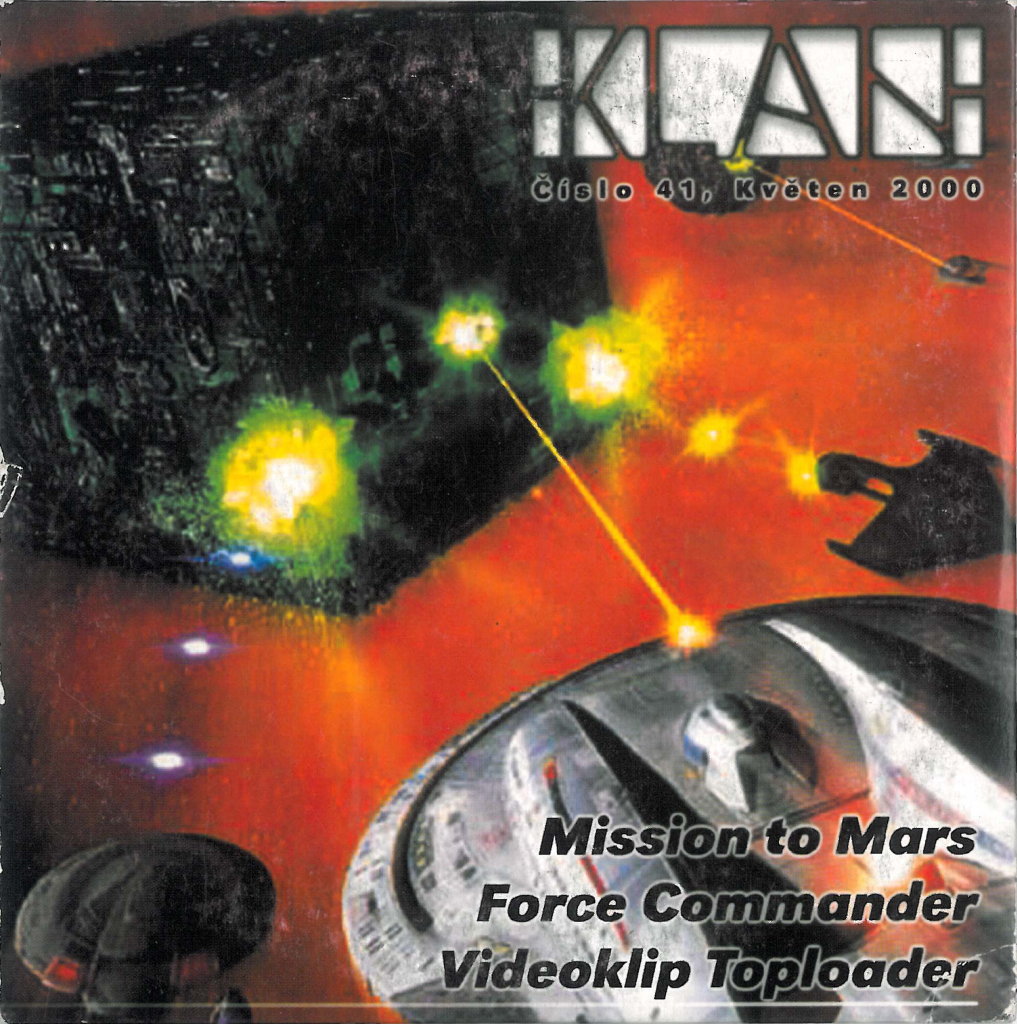 KLAN
Číslo 41, Květen 2000
Mission to Mars
Force Commander
Videoklip Toploader